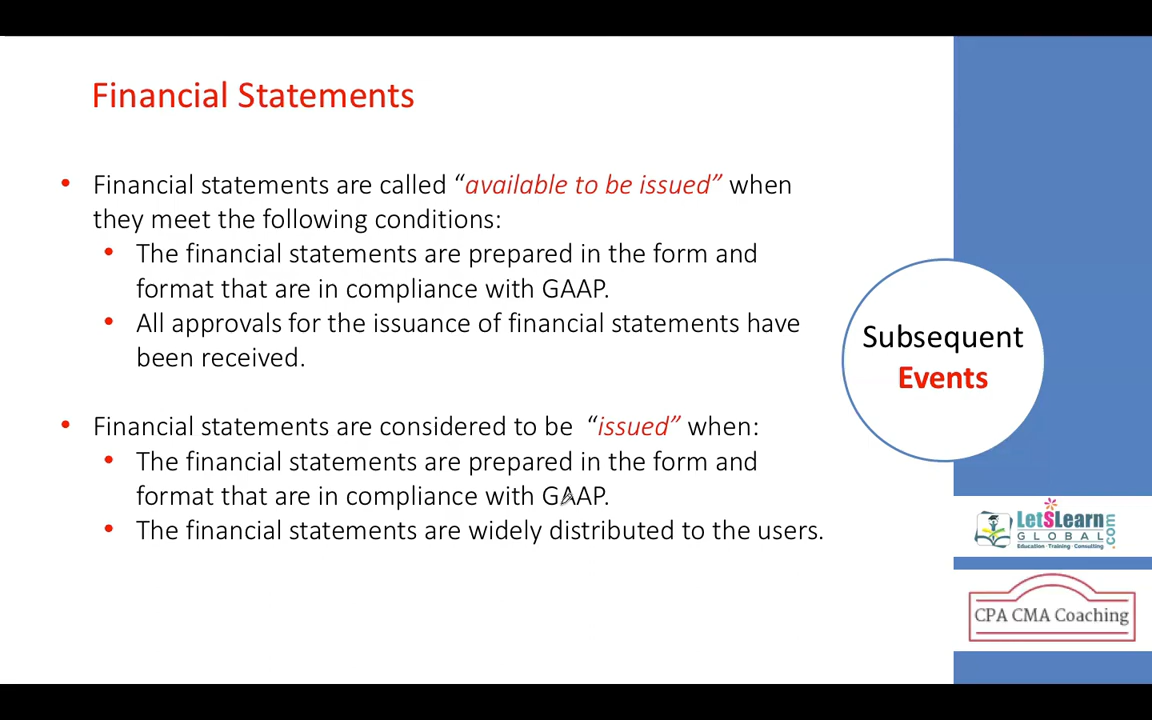 Financial Statements
• Financial statements are called “available to be issued” when
they meet the following conditions:
• The financial statements are prepared in the form and
format that are in compliance with GAAP.
• All approvals for the issuance of financial statements have
been received.
• Financial statements are considered to be “issued” when:
• The financial statements are prepared in the form and
format that are in compliance with GAAP.
• The financial statements are widely distributed to the users.
Subsequent
Events
LetSLearn
GLOBAL.com
Education · Training · Consulting
CPA CMA Coaching